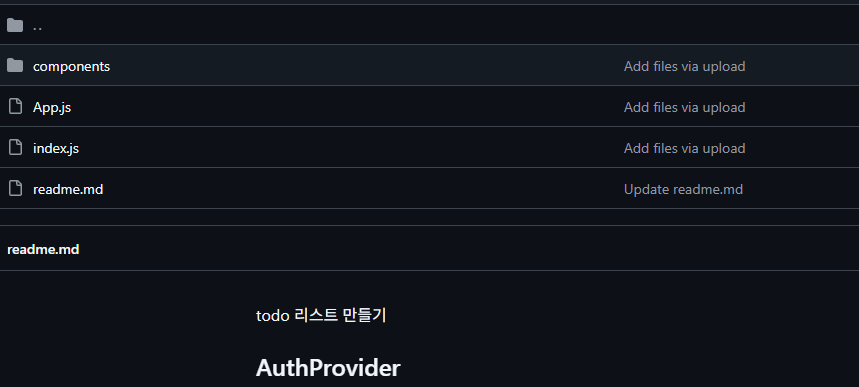 ..
components Add files via upload
App.js Add files via upload
index.js Add files via upload
readme.md Update readme.md
readme.md
todo 리스트 만들기
AuthProvider